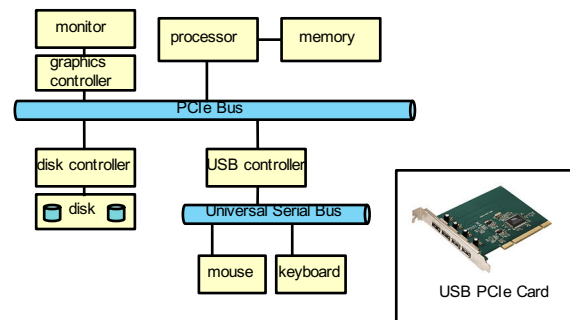 monitor
processor
memory
graphics
controller
PCIe Bus
disk controller
USB controller
disk
Universal Serial Bus
mouse
keyboard
USB PCIe Card